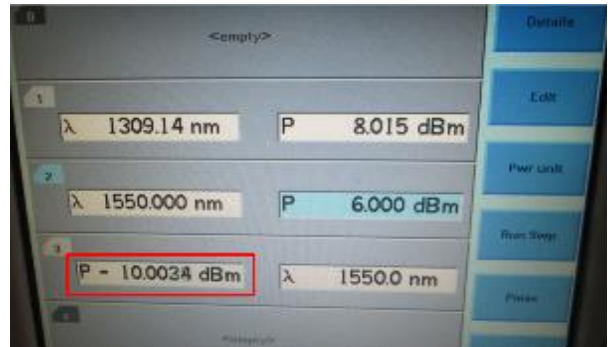 0
<empty>
Details
1
λ 1309.14 nm P 8.015 dBm
Edit
2
λ 1550.000 nm P 6.000 dBm
Pwr unit
3
P - 10.0034 dBm λ 1550.0 nm